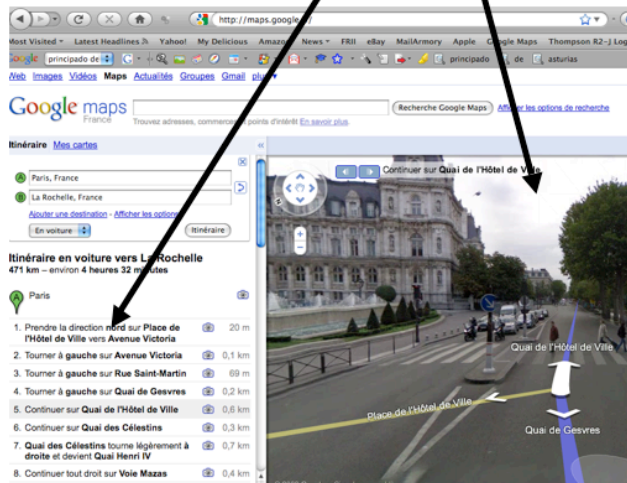 http://maps.google.
Most Visited Latest Headlines Yahoo! My Delicious Amazo News FRII eBay MailArmory Apple Google Maps Thompson R2-J Log
principado de principado de asturias
Web Images Vidéos Maps Actualités Groupes Gmail plus
Google maps
France
Recherche Google Maps
Afficher les options de recherche
Trouvez adresses, commerces et points d'intérêt En savoir plus.
Itinéraire Mes cartes
A Paris, France
B La Rochelle, France
Ajouter une destination - Afficher les options
En voiture
Itinéraire
Itinéraire en voiture vers La Rochelle
471 km – environ 4 heures 32 minutes
A Paris
1. Prendre la direction nord sur Place de l'Hôtel de Ville vers Avenue Victoria 20 m
2. Tourner à gauche sur Avenue Victoria 0,1 km
3. Tourner à gauche sur Rue Saint-Martin 69 m
4. Tourner à gauche sur Quai de Gesvres 0,2 km
5. Continuer sur Quai de l'Hôtel de Ville 0,6 km
6. Continuer sur Quai des Célestins 0,3 km
7. Quai des Célestins tourne légèrement à droite et devient Quai Henri IV 0,7 km
8. Continuer tout droit sur Voie Mazas 0,4 km
Continuer sur Quai de l'Hôtel de Ville
N
Quai de l'Hôtel de Ville
Place de l'Hôtel de Ville
Quai de Gesvres